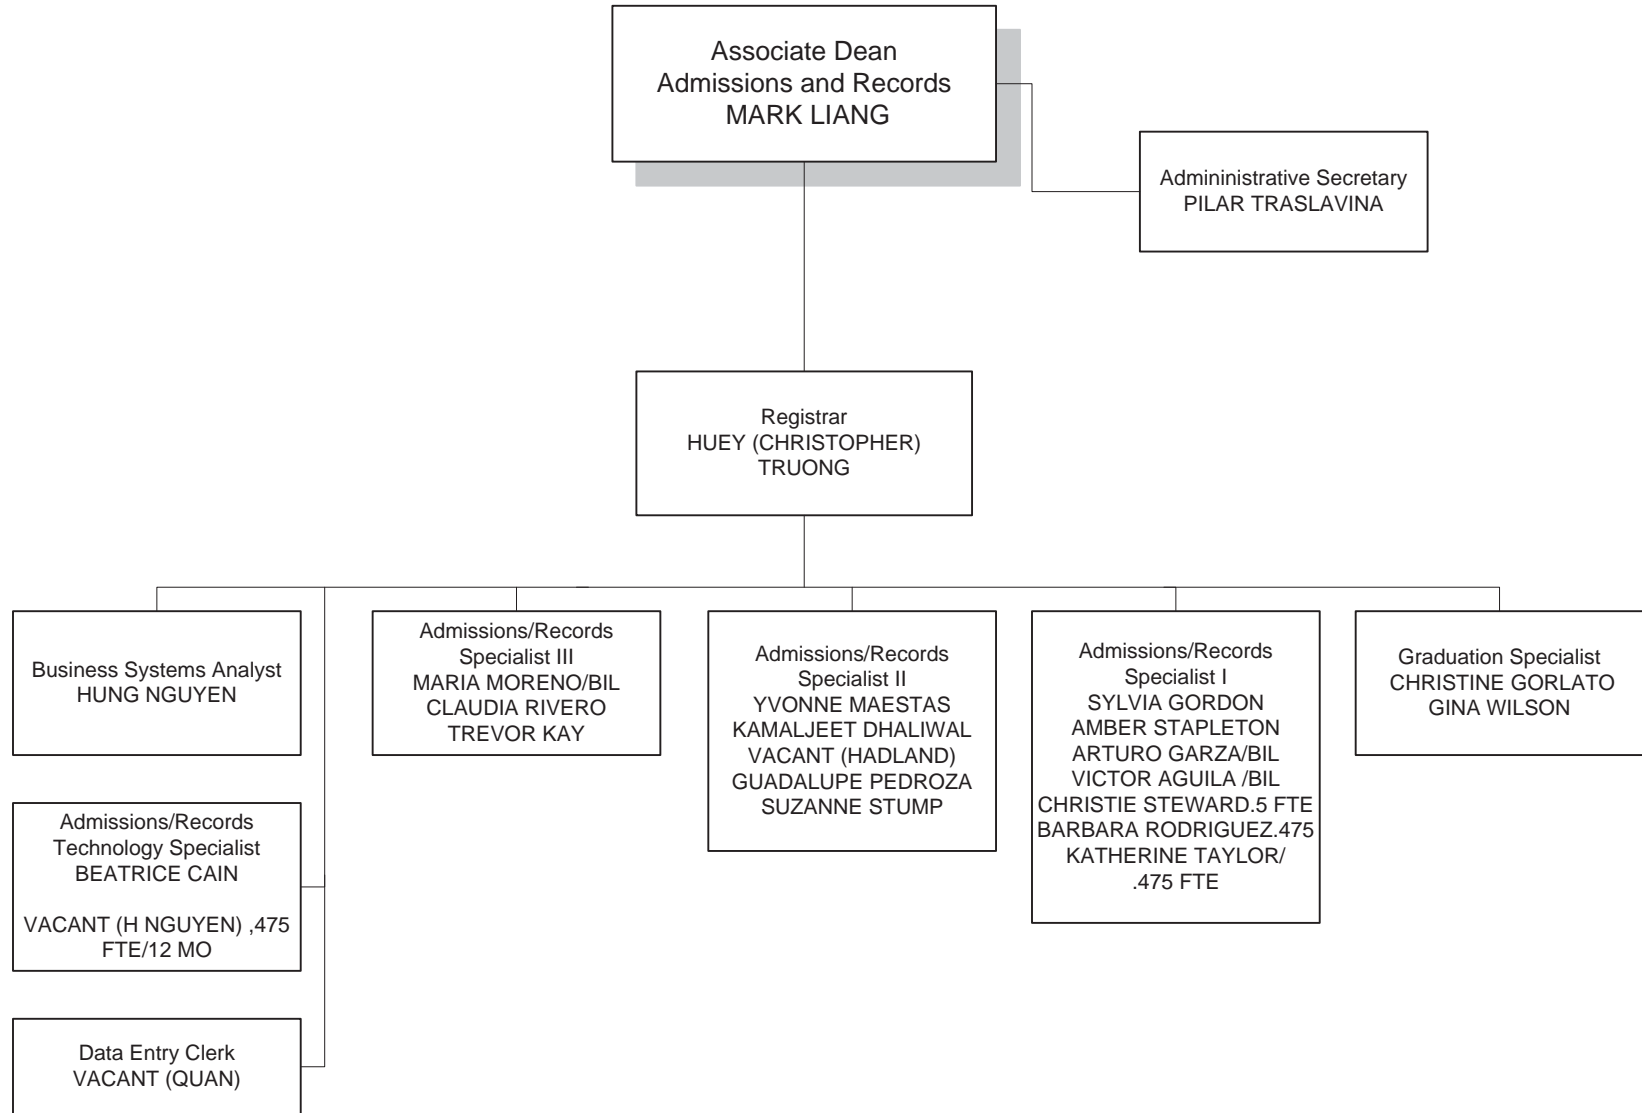 Associate Dean
Admissions and Records
MARK LIANG
Admininistrative Secretary
PILAR TRASLAVINA
Registrar
HUEY (CHRISTOPHER)
TRUONG
Business Systems Analyst
HUNG NGUYEN
Admissions/Records
Specialist III
MARIA MORENO/BIL
CLAUDIA RIVERO
TREVOR KAY
Admissions/Records
Specialist II
YVONNE MAESTAS
KAMALJEET DHALIWAL
VACANT (HADLAND)
GUADALUPE PEDROZA
SUZANNE STUMP
Admissions/Records
Specialist I
SYLVIA GORDON
AMBER STAPLETON
ARTURO GARZA/BIL
VICTOR AGUILA /BIL
CHRISTIE STEWARD.5 FTE
BARBARA RODRIGUEZ.475
KATHERINE TAYLOR/
.475 FTE
Graduation Specialist
CHRISTINE GORLATO
GINA WILSON
Admissions/Records
Technology Specialist
BEATRICE CAIN
VACANT (H NGUYEN) ,475
FTE/12 MO
Data Entry Clerk
VACANT (QUAN)